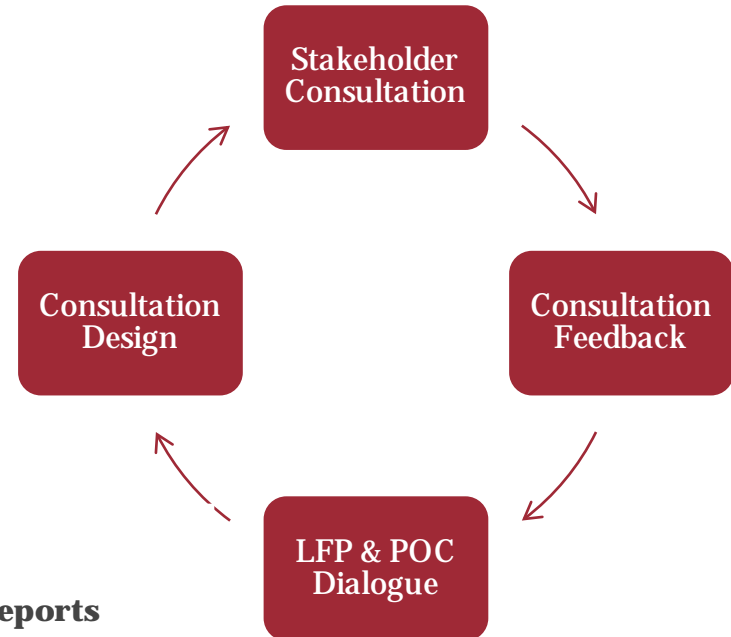 Stakeholder
Consultation
Consultation
Design
Consultation
Feedback
LFP & POC
Dialogue
eports